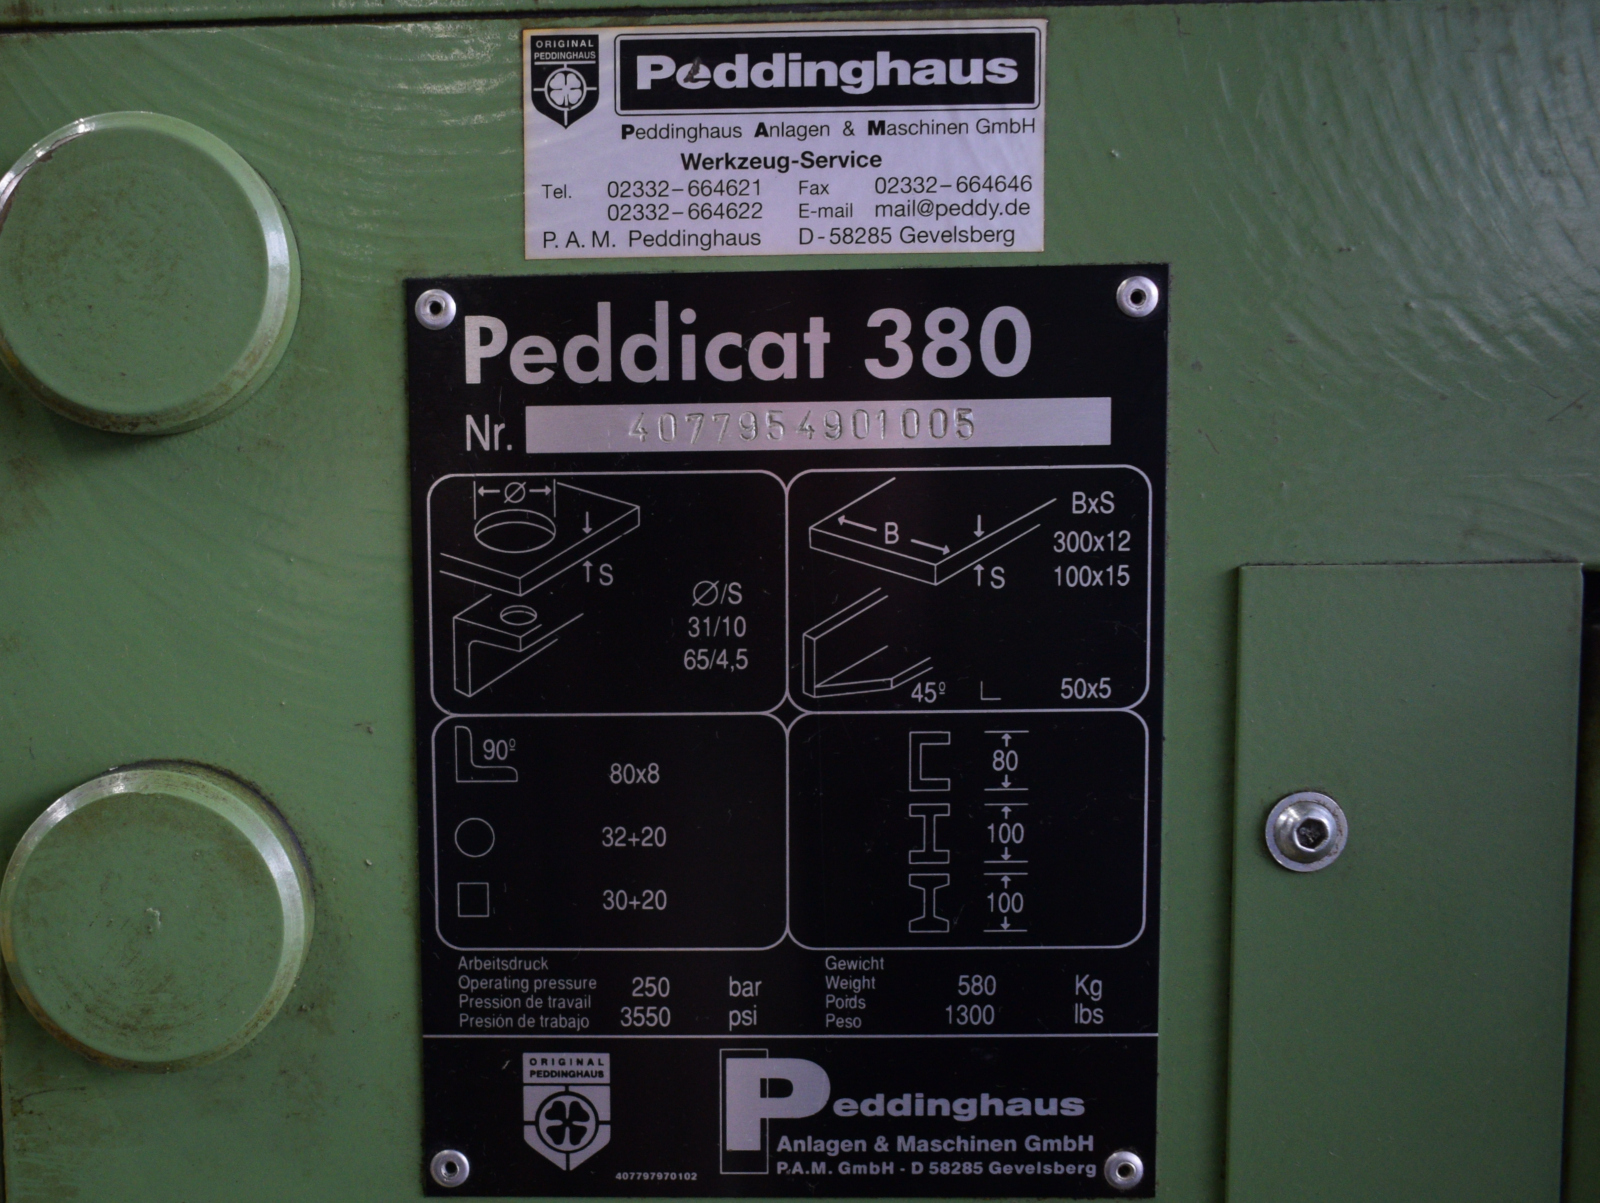 ORIGINAL
PEDDINGHAUS
Peddinghaus
Peddinghaus Anlagen & Maschinen GmbH
Werkzeug-Service
Tel. 02332-664621 Fax 02332-664646
02332-664622 E-mail mail@peddy.de
P. A. M. Peddinghaus D-58285 Gevelsberg
Peddicat 380
Nr. 4077954901005
Ø
S
Ø/S
31/10
65/4,5
B
S
BxS
300x12
100x15
45º 50x5
90º 80x8
32+20
30+20
80
100
100
Arbeitsdruck
Operating pressure 250 bar
Pression de travail
Presión de trabajo 3550 psi
Gewicht
Weight 580 Kg
Poids
Peso 1300 lbs
ORIGINAL
PEDDINGHAUS
407797970102
Peddinghaus
Anlagen & Maschinen GmbH
P.A.M. GmbH - D 58285 Gevelsberg